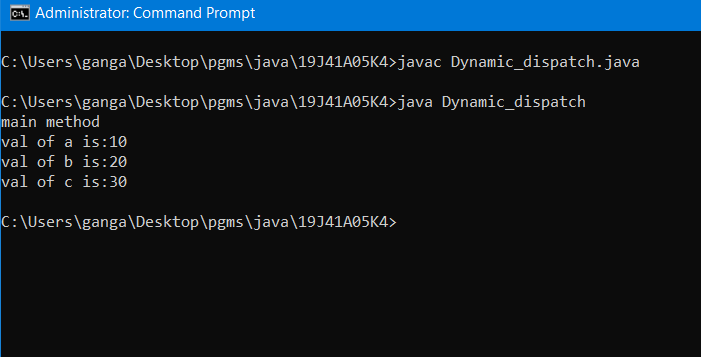 Administrator: Command Prompt
C:\Users\ganga\Desktop\pgms\java\19J41A05K4>javac Dynamic_dispatch.java
C:\Users\ganga\Desktop\pgms\java\19J41A05K4>java Dynamic_dispatch
main method
val of a is:10
val of b is:20
val of c is:30
C:\Users\ganga\Desktop\pgms\java\19J41A05K4>